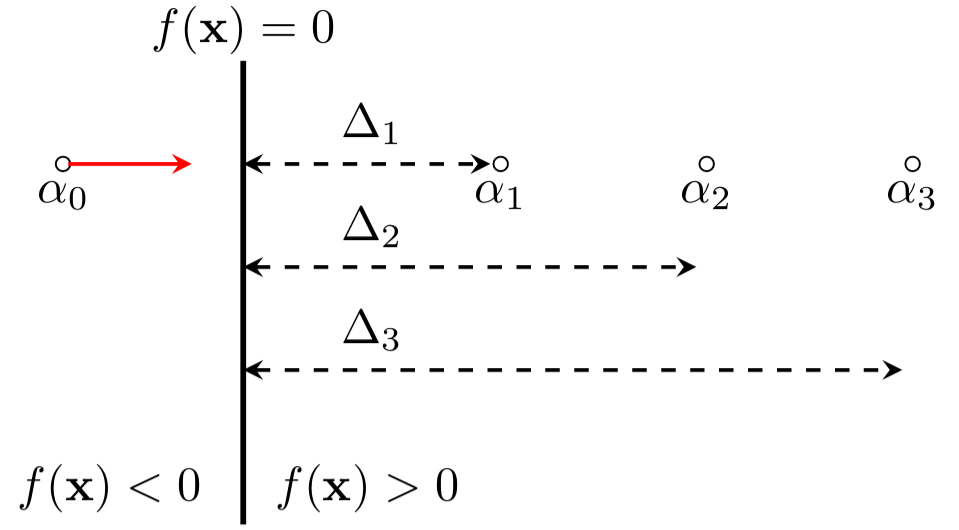 f(𝐱) = 0
Δ₁
α₀ α₁ α₂ α₃
Δ₂
Δ₃
f(𝐱) < 0 f(𝐱) > 0